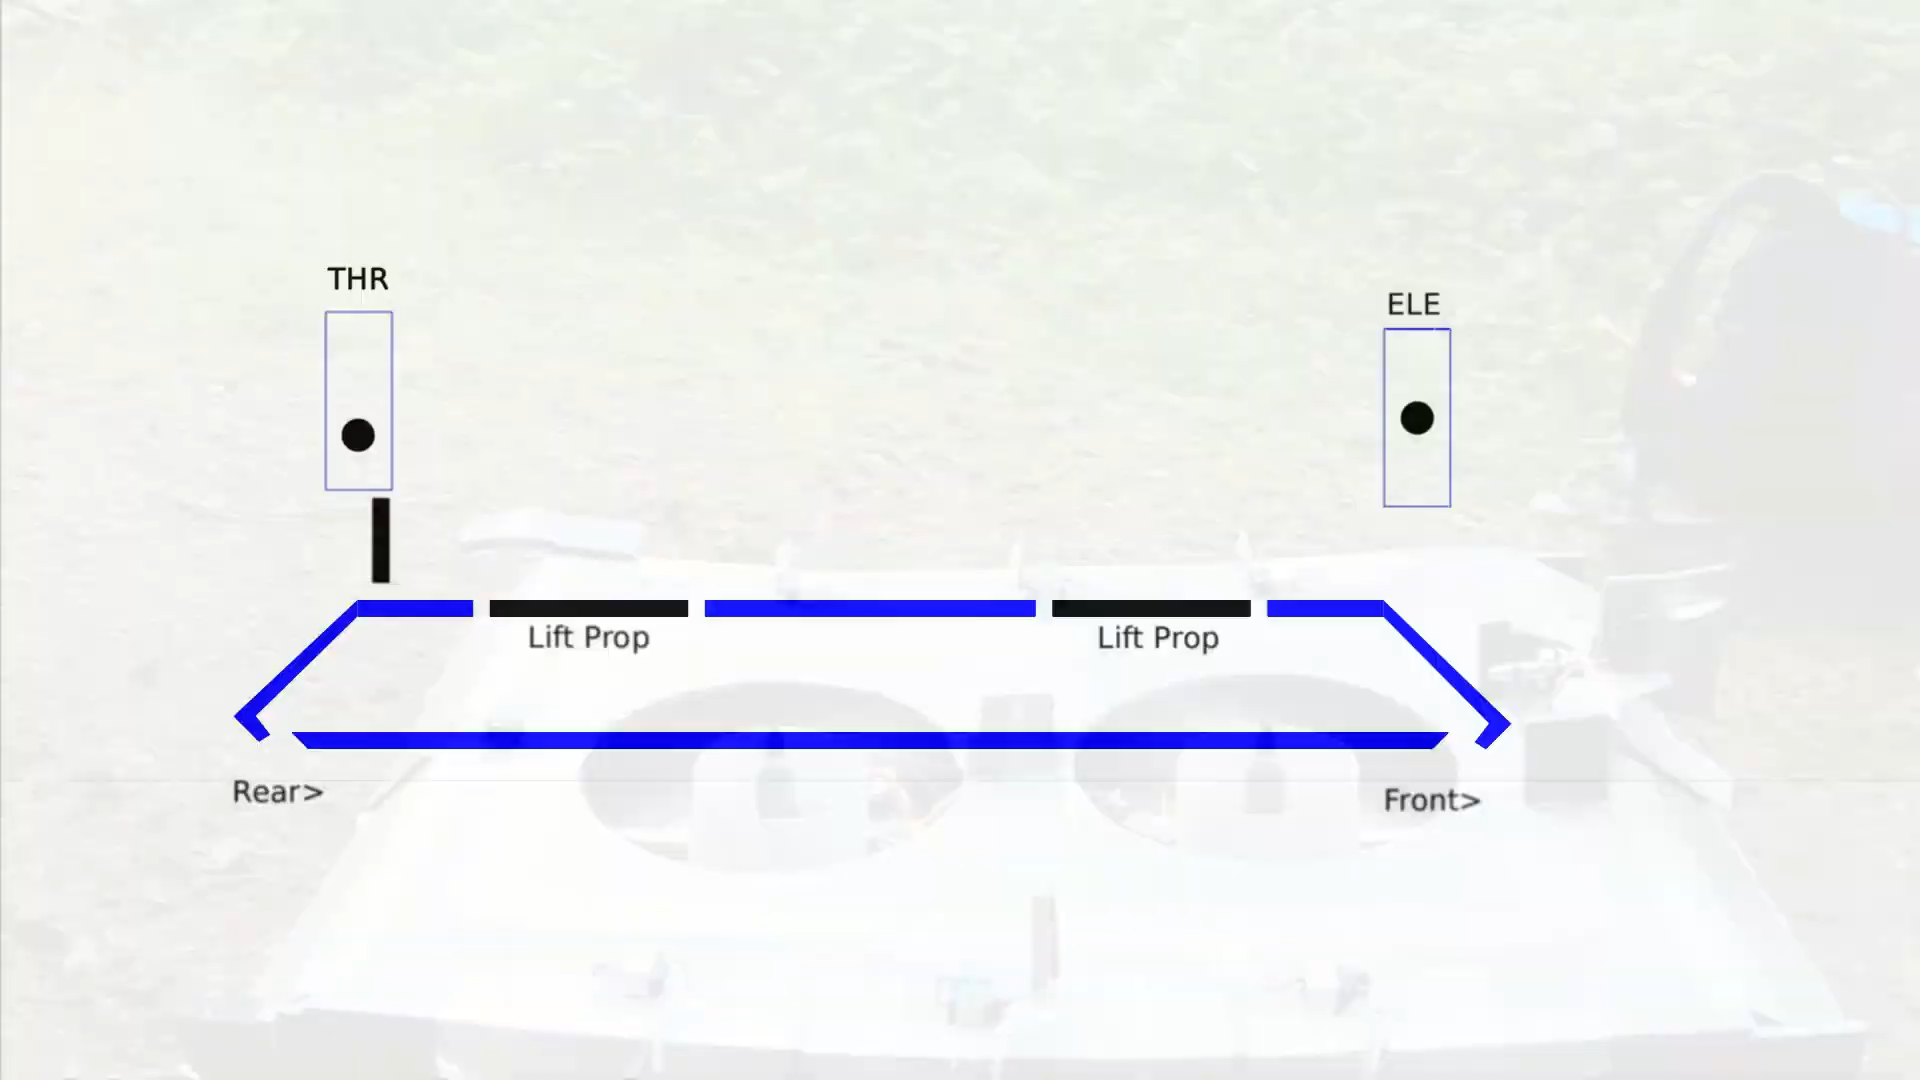 THR
ELE
Lift Prop
Lift Prop
Rear>
Front>